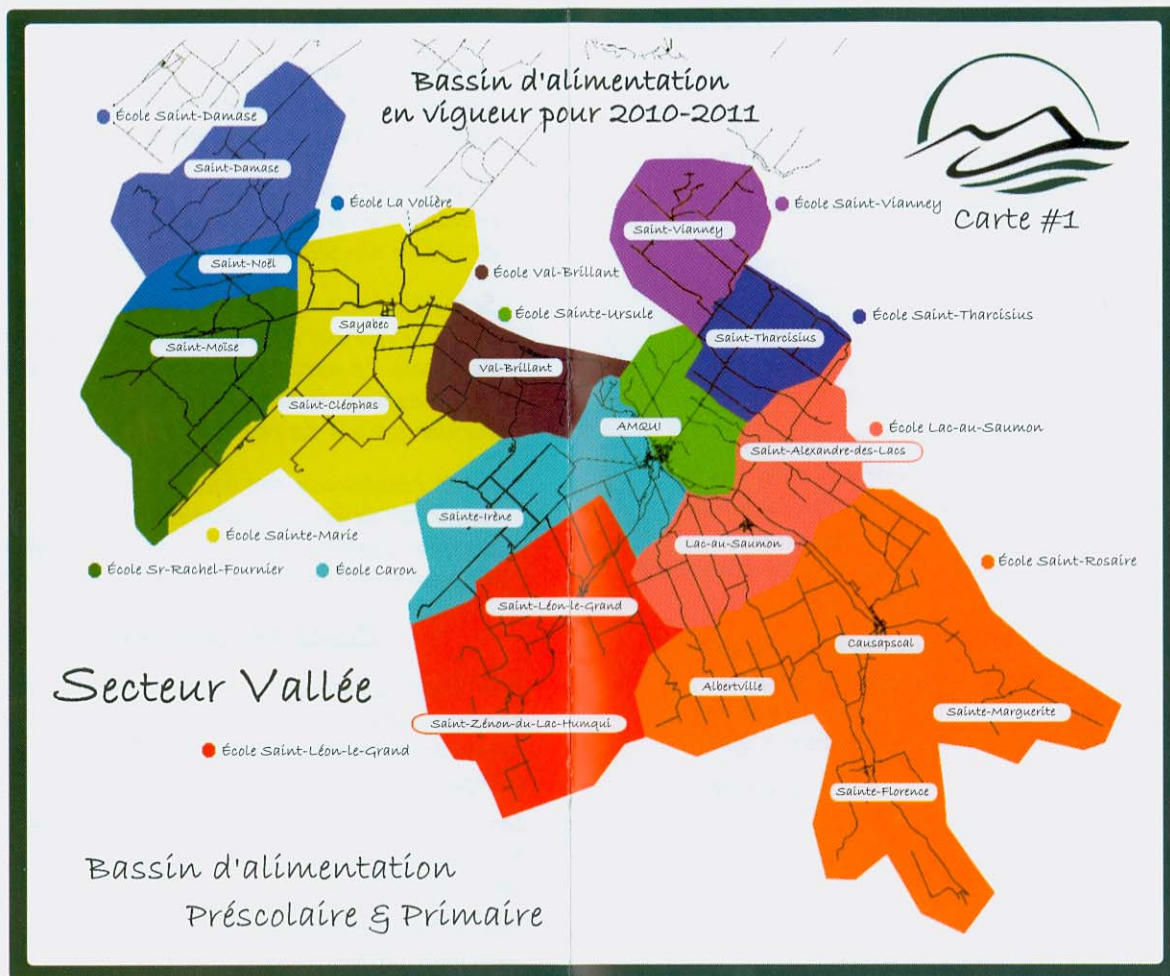 Bassin d'alimentation
en vigueur pour 2010-2011
Carte #1
École Saint-Damase
Saint-Damase
École La Volière
École Saint-Vianney
Saint-Vianney
Saint-Noël
École Val-Brillant
École Sainte-Ursule
École Saint-Tharcisius
Sayabec
Saint-Moïse
Saint-Tharcisius
Val-Brillant
Saint-Cléophas
AMQUI
École Lac-au-Saumon
Saint-Alexandre-des-Lacs
Sainte-Irène
École Sainte-Marie
Lac-au-Saumon
École Sr-Rachel-Fournier
École Caron
École Saint-Rosaire
Saint-Léon-le-Grand
Causapscal
Secteur Vallée
Albertville
Sainte-Marguerite
Saint-Zénon-du-Lac-Humqui
École Saint-Léon-le-Grand
Sainte-Florence
Bassin d'alimentation
Préscolaire & Primaire